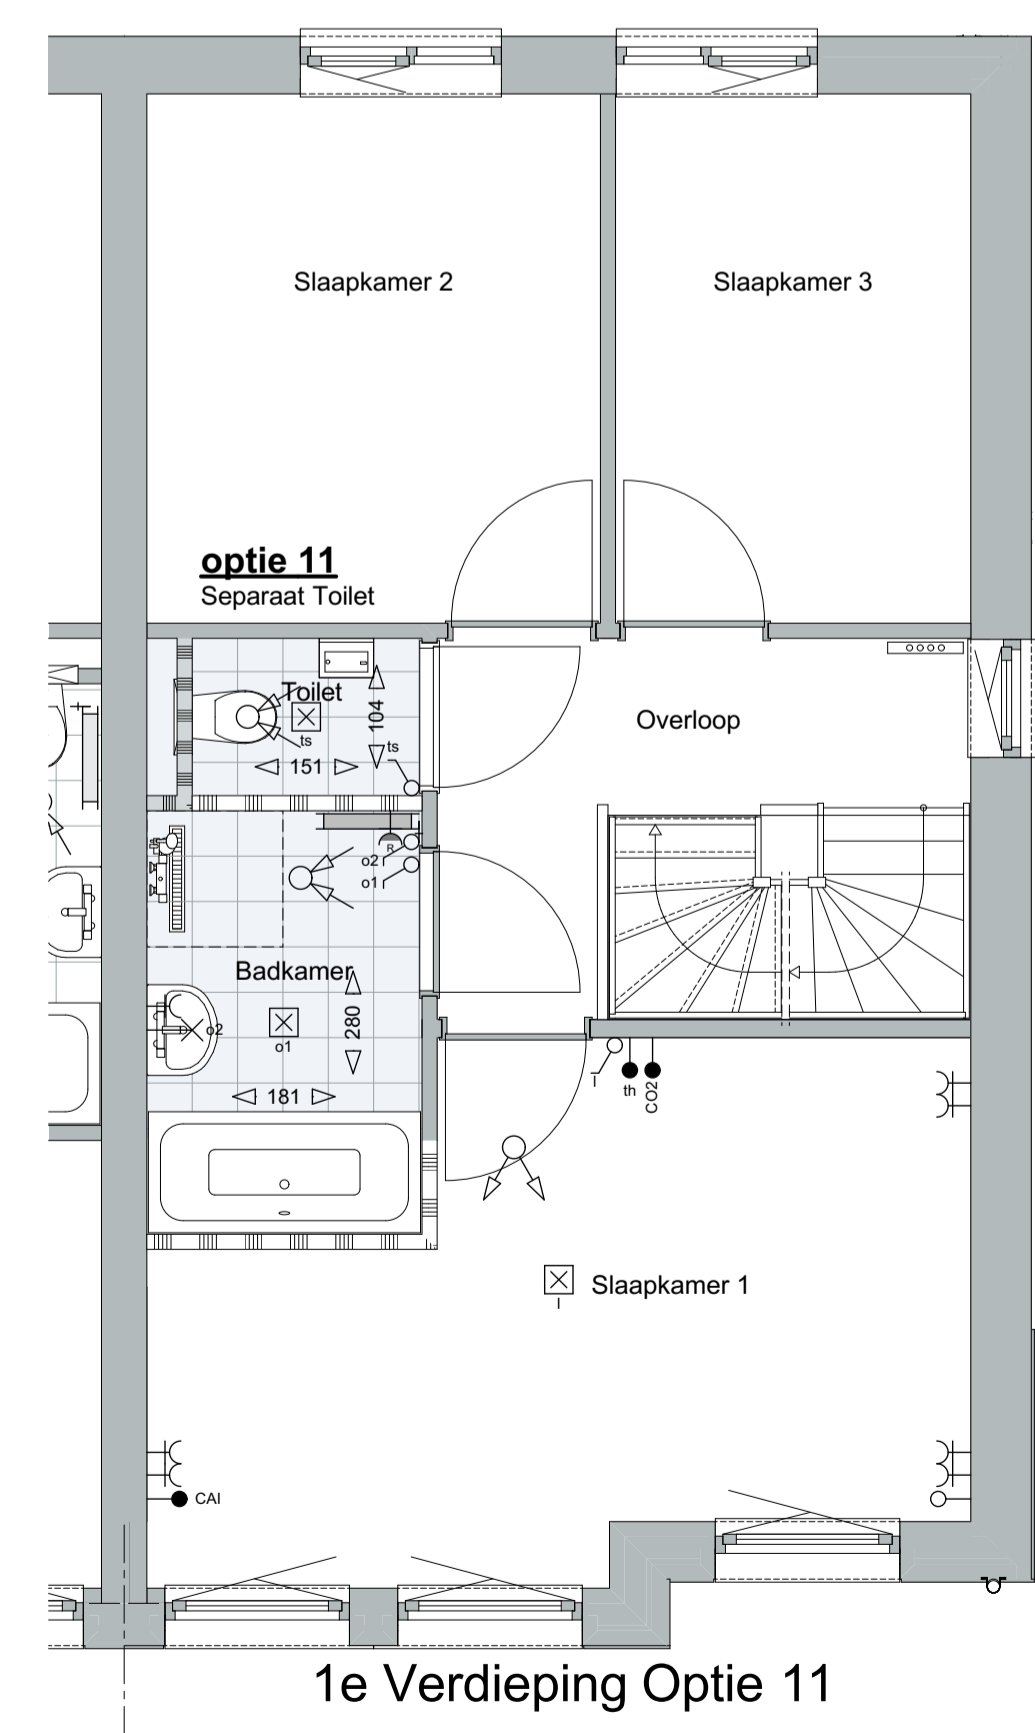 Slaapkamer 2
Slaapkamer 3
optie 11
Separaat Toilet
Toilet
104
ts
ts
151
Overloop
R
o2
o1
Badkamer
280
o2
o1
181
l
th
CO2
l
Slaapkamer 1
CAI
1e Verdieping Optie 11